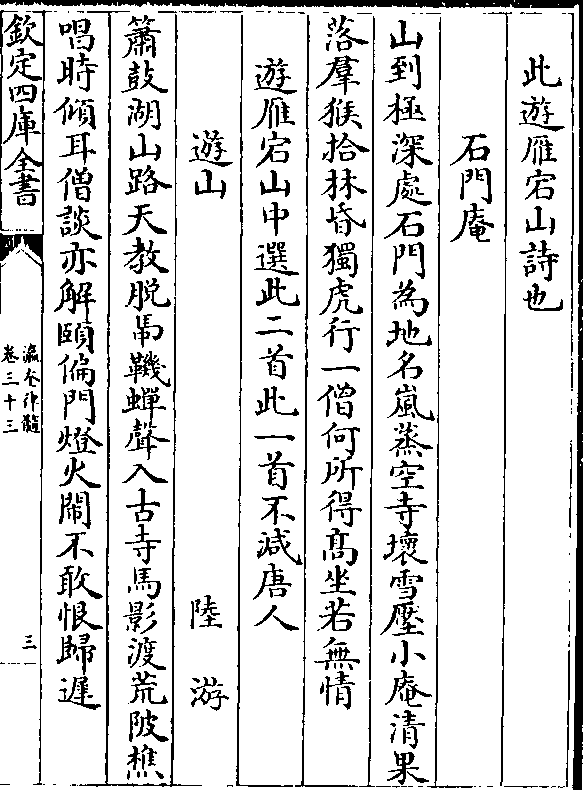 此遊雁宕山詩也
石門庵
山到極深處石門為地名嵐蒸空寺壞雪壓小庵清果
落羣猴拾林昏獨虎行一僧何所得髙坐若無情
遊雁宕山中選此二首此一首不減唐人
遊山 陸游
簫鼓湖山路天教脱馽鞿蟬聲入古寺馬影渡荒陂樵
唱時傾耳僧談亦解頤偏門燈火鬧不敢恨歸遲
欽定四庫全書
瀛奎律髓
卷三十三
三